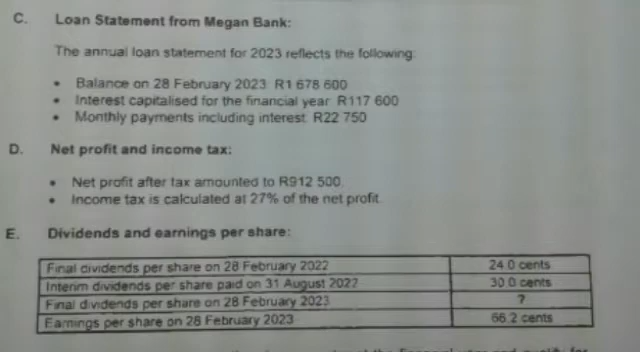 C. Loan Statement from Megan Bank:
The annual loan statement for 2023 reflects the following:
• Balance on 28 February 2023 R1 678 600
• Interest capitalised for the financial year R117 600
• Monthly payments including interest R22 750
D. Net profit and income tax:
• Net profit after tax amounted to R912 500.
• Income tax is calculated at 27% of the net profit.
E. Dividends and earnings per share:
Final dividends per share on 28 February 2022 24.0 cents
Interim dividends per share paid on 31 August 2022 30.0 cents
Final dividends per share on 28 February 2023 ?
Earnings per share on 28 February 2023 66.2 cents